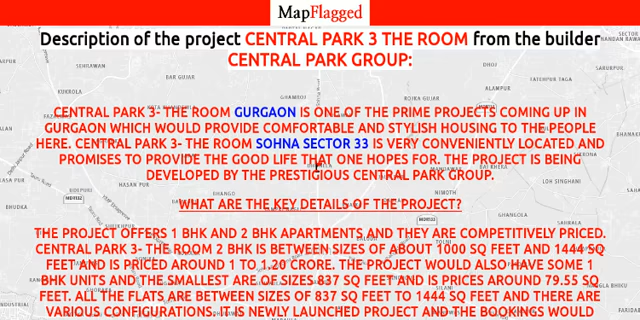 MapFlagged
Description of the project CENTRAL PARK 3 THE ROOM from the builder
CENTRAL PARK GROUP:
CENTRAL PARK 3- THE ROOM GURGAON IS ONE OF THE PRIME PROJECTS COMING UP IN
GURGAON WHICH WOULD PROVIDE COMFORTABLE AND STYLISH HOUSING TO THE PEOPLE
HERE. CENTRAL PARK 3- THE ROOM SOHNA SECTOR 33 IS VERY CONVENIENTLY LOCATED AND
PROMISES TO PROVIDE THE GOOD LIFE THAT ONE HOPES FOR. THE PROJECT IS BEING
DEVELOPED BY THE PRESTIGIOUS CENTRAL PARK GROUP.
WHAT ARE THE KEY DETAILS OF THE PROJECT?
THE PROJECT OFFERS 1 BHK AND 2 BHK APARTMENTS AND THEY ARE COMPETITIVELY PRICED.
CENTRAL PARK 3- THE ROOM 2 BHK IS BETWEEN SIZES OF ABOUT 1000 SQ FEET AND 1444 SQ
FEET AND IS PRICED AROUND 1 TO 1.20 CRORE. THE PROJECT WOULD ALSO HAVE SOME 1
BHK UNITS AND THE SMALLEST ARE OF SIZES 837 SQ FEET AND IS PRICES AROUND 79.55 SQ
FEET. ALL THE FLATS ARE BETWEEN SIZES OF 837 SQ FEET TO 1444 SQ FEET AND THERE ARE
VARIOUS CONFIGURATIONS. IT IS NEWLY LAUNCHED PROJECT AND THE BOOKINGS WOULD